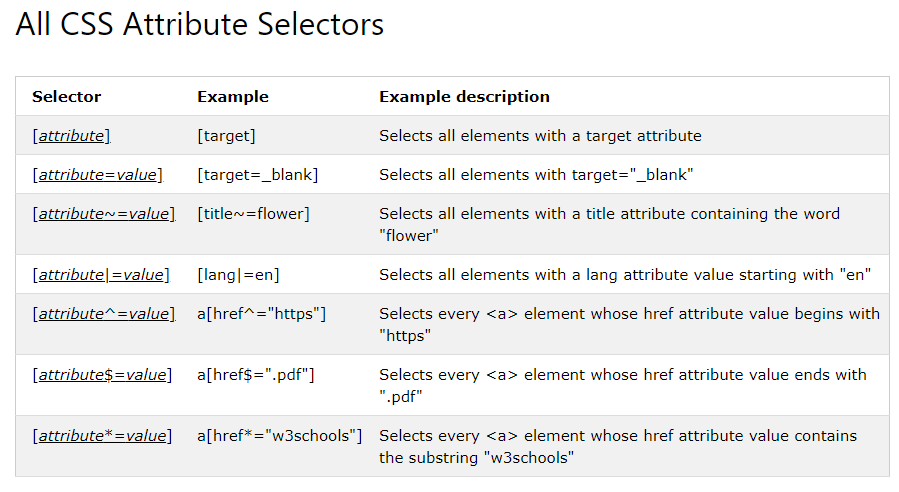 All CSS Attribute Selectors
Selector Example Example description
[attribute] [target] Selects all elements with a target attribute
[attribute=value] [target=_blank] Selects all elements with target="_blank"
[attribute~=value] [title~=flower] Selects all elements with a title attribute containing the word
"flower"
[attribute|=value] [lang|=en] Selects all elements with a lang attribute value starting with "en"
[attribute^=value] a[href^="https"] Selects every <a> element whose href attribute value begins with
"https"
[attribute$=value] a[href$=".pdf"] Selects every <a> element whose href attribute value ends with
".pdf"
[attribute*=value] a[href*="w3schools"] Selects every <a> element whose href attribute value contains
the substring "w3schools"